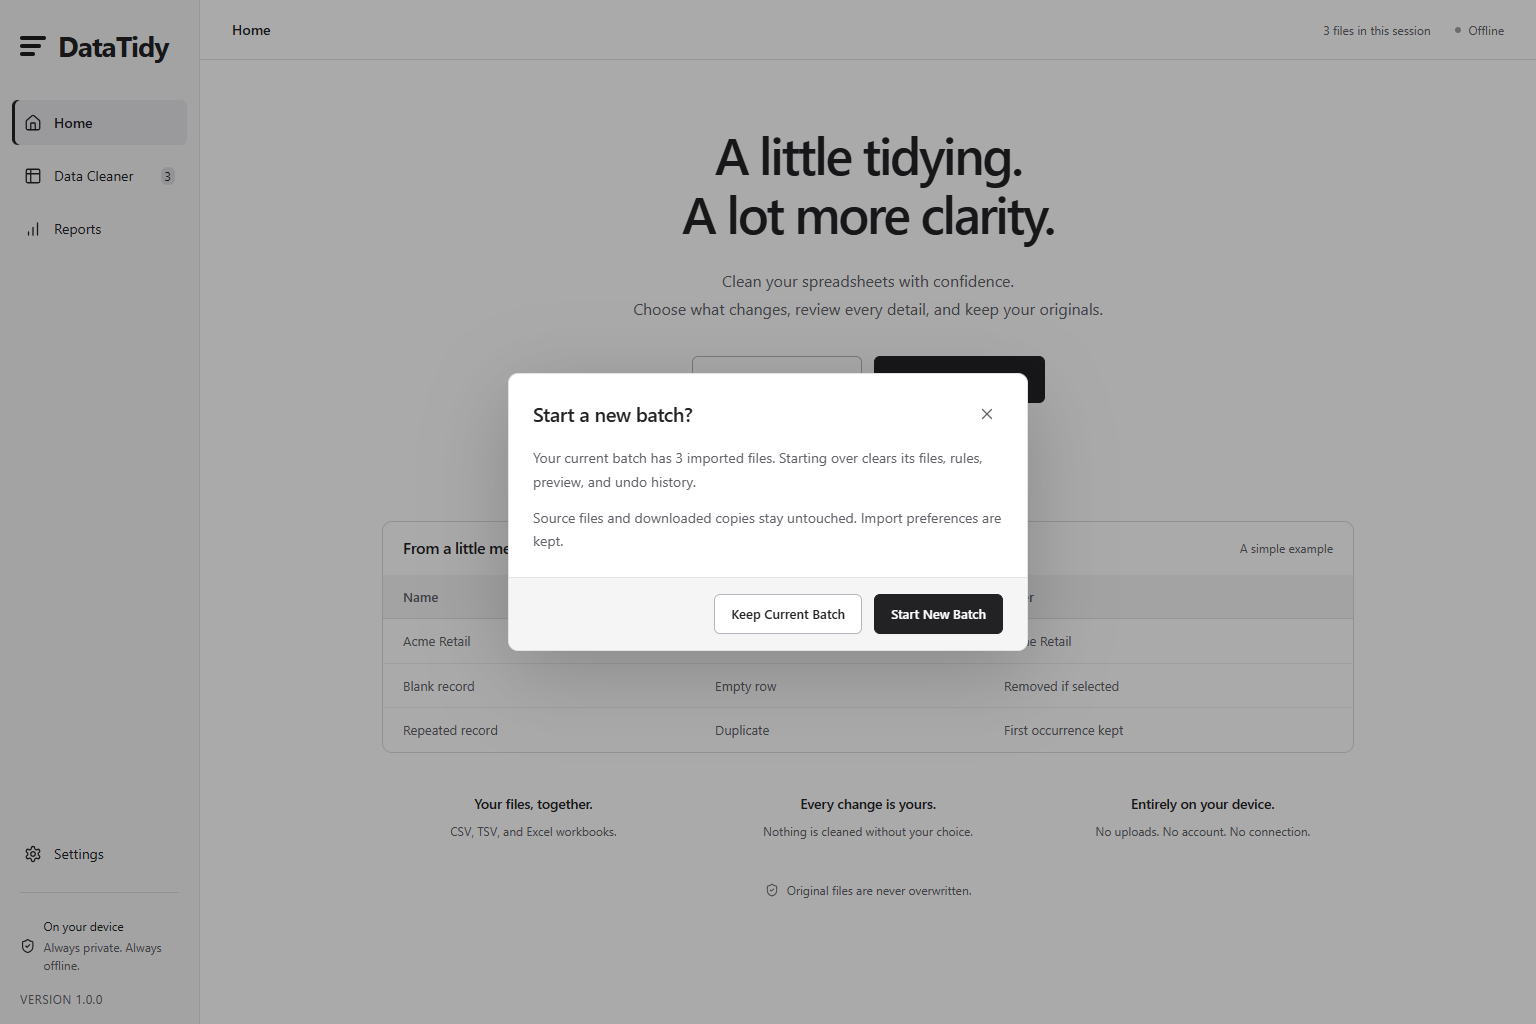 DataTidy
Home
3 files in this session
Offline
Home
Data Cleaner 3
Reports
A little tidying.
A lot more clarity.
Clean your spreadsheets with confidence.
Choose what changes, review every detail, and keep your originals.
Start a new batch?
Your current batch has 3 imported files. Starting over clears its files, rules,
preview, and undo history.
Source files and downloaded copies stay untouched. Import preferences are
kept.
Keep Current Batch
Start New Batch
From a little
A simple example
Name
Acme Retail
Retail
Blank record
Empty row
Removed if selected
Repeated record
Duplicate
First occurrence kept
Your files, together.
CSV, TSV, and Excel workbooks.
Every change is yours.
Nothing is cleaned without your choice.
Entirely on your device.
No uploads. No account. No connection.
Original files are never overwritten.
Settings
On your device
Always private. Always
offline.
VERSION 1.0.0